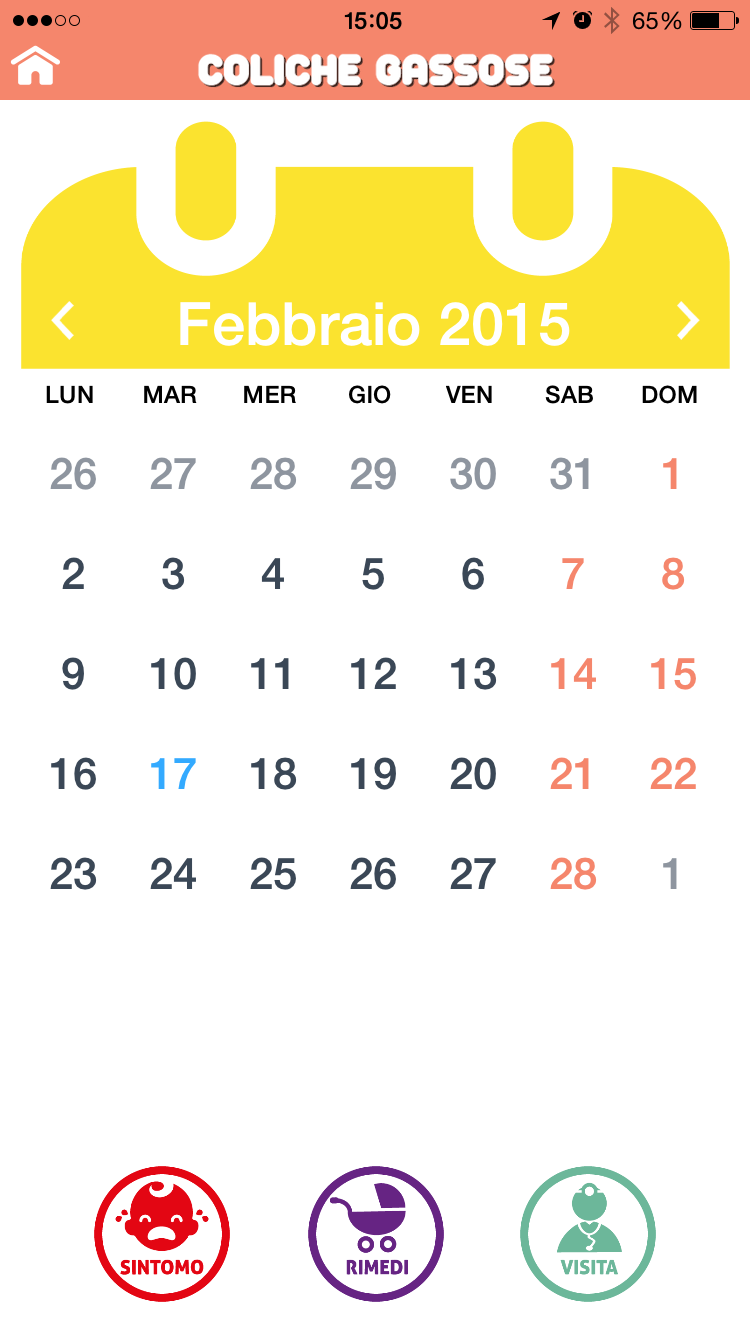 15:05 65%
COLICHE GASSOSE
Febbraio 2015
LUN MAR MER GIO VEN SAB DOM
26 27 28 29 30 31 1
2 3 4 5 6 7 8
9 10 11 12 13 14 15
16 17 18 19 20 21 22
23 24 25 26 27 28 1
SINTOMO RIMEDI VISITA